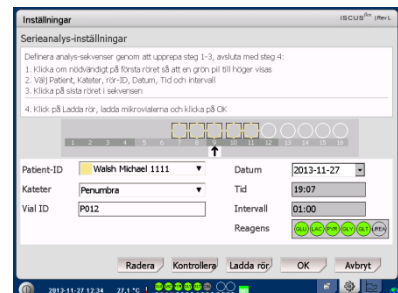 Inställningar ISCUSflex |Rev L
Serieanalys-inställningar
Definera analys-sekvenser genom att upprepa steg 1-3, avsluta med steg 4:
1. Klicka om nödvändigt på första röret så att en grön pil till höger visas
2. Välj Patient, Kateter, rör-ID, Datum, Tid och intervall
3. Klicka på sista röret i sekvensen
4. Klick på Ladda rör, ladda mikrovialerna och klicka på OK
1 2 3 4 5 6 7 8 9 10 11 12 13 14 15 16
Patient-ID Walsh Michael 1111 Datum 2013-11-27
Kateter Penumbra Tid 19:07
Vial ID P012 Intervall 01:00
Reagens GLU LAC PYR GLY GLT UREA
Radera Kontrollera Ladda rör OK Avbryt
2013-11-27 12:34 27.1 °C